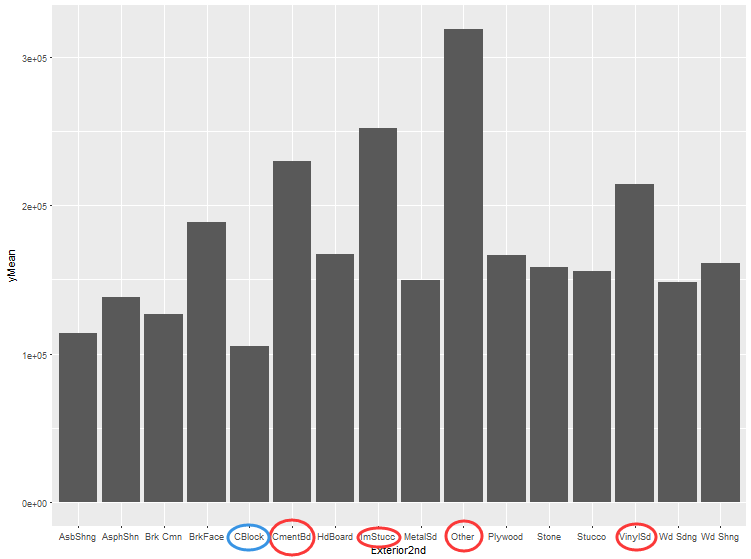 3e+05
2e+05
yMean
1e+05
0e+00
AsbShng AsphShn Brk Cmn BrkFace CBlock CmentBd HdBoard ImStucc MetalSd Other Plywood Stone Stucco VinylSd Wd Sdng Wd Shng
Exterior2nd